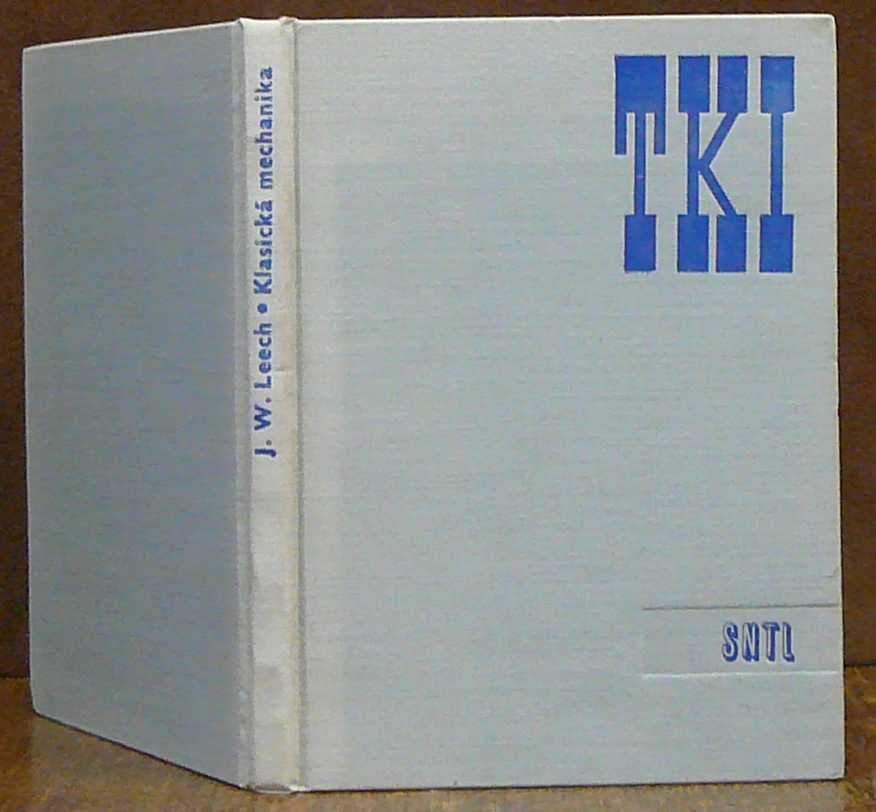 J. W. Leech • Klasická mechanika
TKI
SNTL